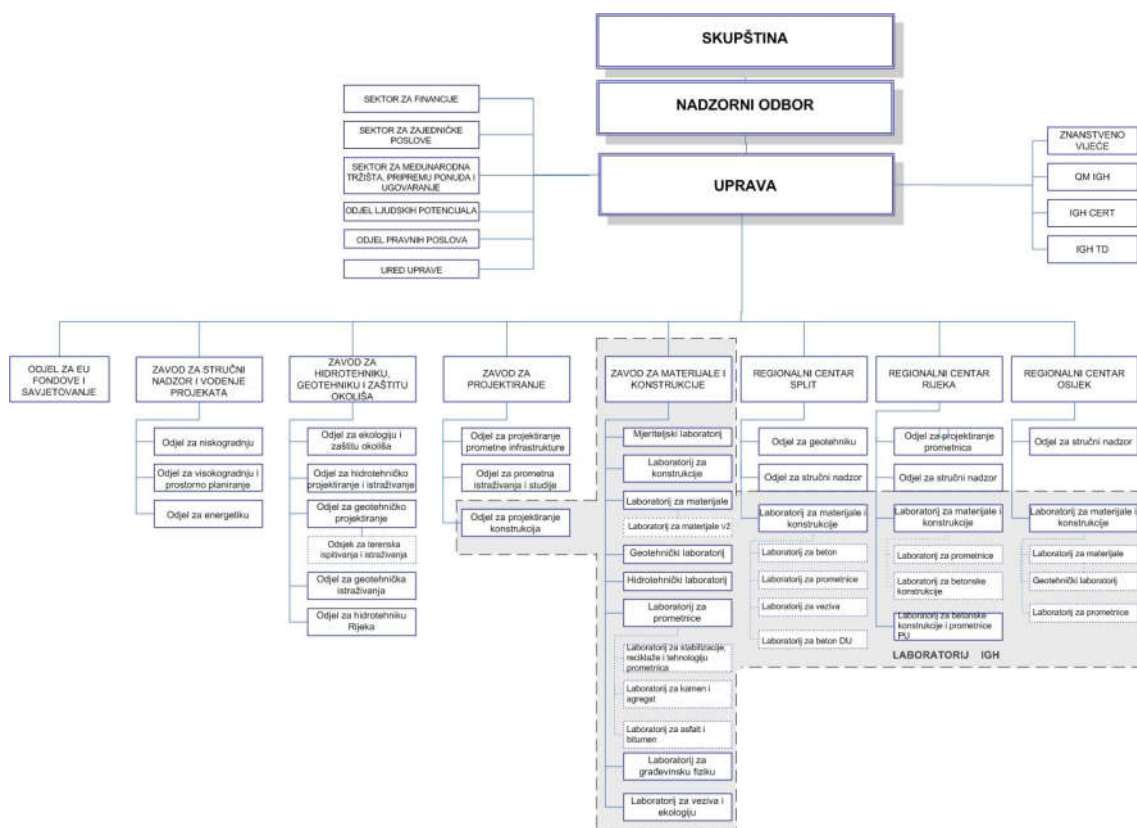 SKUPŠTINA
NADZORNI ODBOR
UPRAVA
SEKTOR ZA FINANCIJE
SEKTOR ZA ZAJEDNIČKE
POSLOVE
SEKTOR ZA MEĐUNARODNA
TRŽIŠTA, PRIPREMU PONUDA I
UGOVARANJE
ODJEL LJUDSKIH POTENCIJALA
ODJEL PRAVNIH POSLOVA
URED UPRAVE
ZNANSTVENO
VIJEĆE
QM IGH
IGH CERT
IGH TD
ODJEL ZA EU
FONDOVE I
SAVJETOVANJE
ZAVOD ZA STRUČNI
NADZOR I VOĐENJE
PROJEKATA
Odjel za niskogradnju
Odjel za visokogradnju i
prostorno planiranje
Odjel za energetiku
ZAVOD ZA
HIDROTEHNIKU,
GEOTEHNIKU I ZAŠTITU
OKOLIŠA
Odjel za ekologiju i
zaštitu okoliša
Odjel za hidrotehničko
projektiranje i istraživanje
Odjel za geotehničko
projektiranje
Odsjek za terenska
ispitivanja i istraživanja
Odjel za geotehnička
istraživanja
Odjel za hidrotehniku
Rijeka
ZAVOD ZA
PROJEKTIRANJE
Odjel za projektiranje
prometne infrastrukture
Odjel za prometna
istraživanja i studije
Odjel za projektiranje
konstrukcija
ZAVOD ZA MATERIJALE I
KONSTRUKCIJE
Mjeriteljski laboratorij
Laboratorij za
konstrukcije
Laboratorij za materijale
Laboratorij za materijale vž
Geotehnički laboratorij
Hidrotehnički laboratorij
Laboratorij za
prometnice
Laboratorij za stabilizacije,
reciklaže i tehnologiju
prometnica
Laboratorij za kamen i
agregat
Laboratorij za asfalt i
bitumen
Laboratorij za
građevinsku fiziku
Laboratorij za veziva i
ekologiju
REGIONALNI CENTAR
SPLIT
Odjel za geotehniku
Odjel za stručni nadzor
Laboratorij za materijale i
konstrukcije
Laboratorij za beton
Laboratorij za prometnice
Laboratorij za veziva
Laboratorij za beton DU
REGIONALNI CENTAR
RIJEKA
Odjel za projektiranje
prometnica
Odjel za stručni nadzor
Laboratorij za materijale i
konstrukcije
Laboratorij za prometnice
Laboratorij za betonske
konstrukcije
Laboratorij za betonske
konstrukcije i prometnice
PU
REGIONALNI CENTAR
OSIJEK
Odjel za stručni nadzor
Laboratorij za materijale i
konstrukcije
Laboratorij za materijale
Geotehnički laboratorij
Laboratorij za prometnice
LABORATORIJ IGH